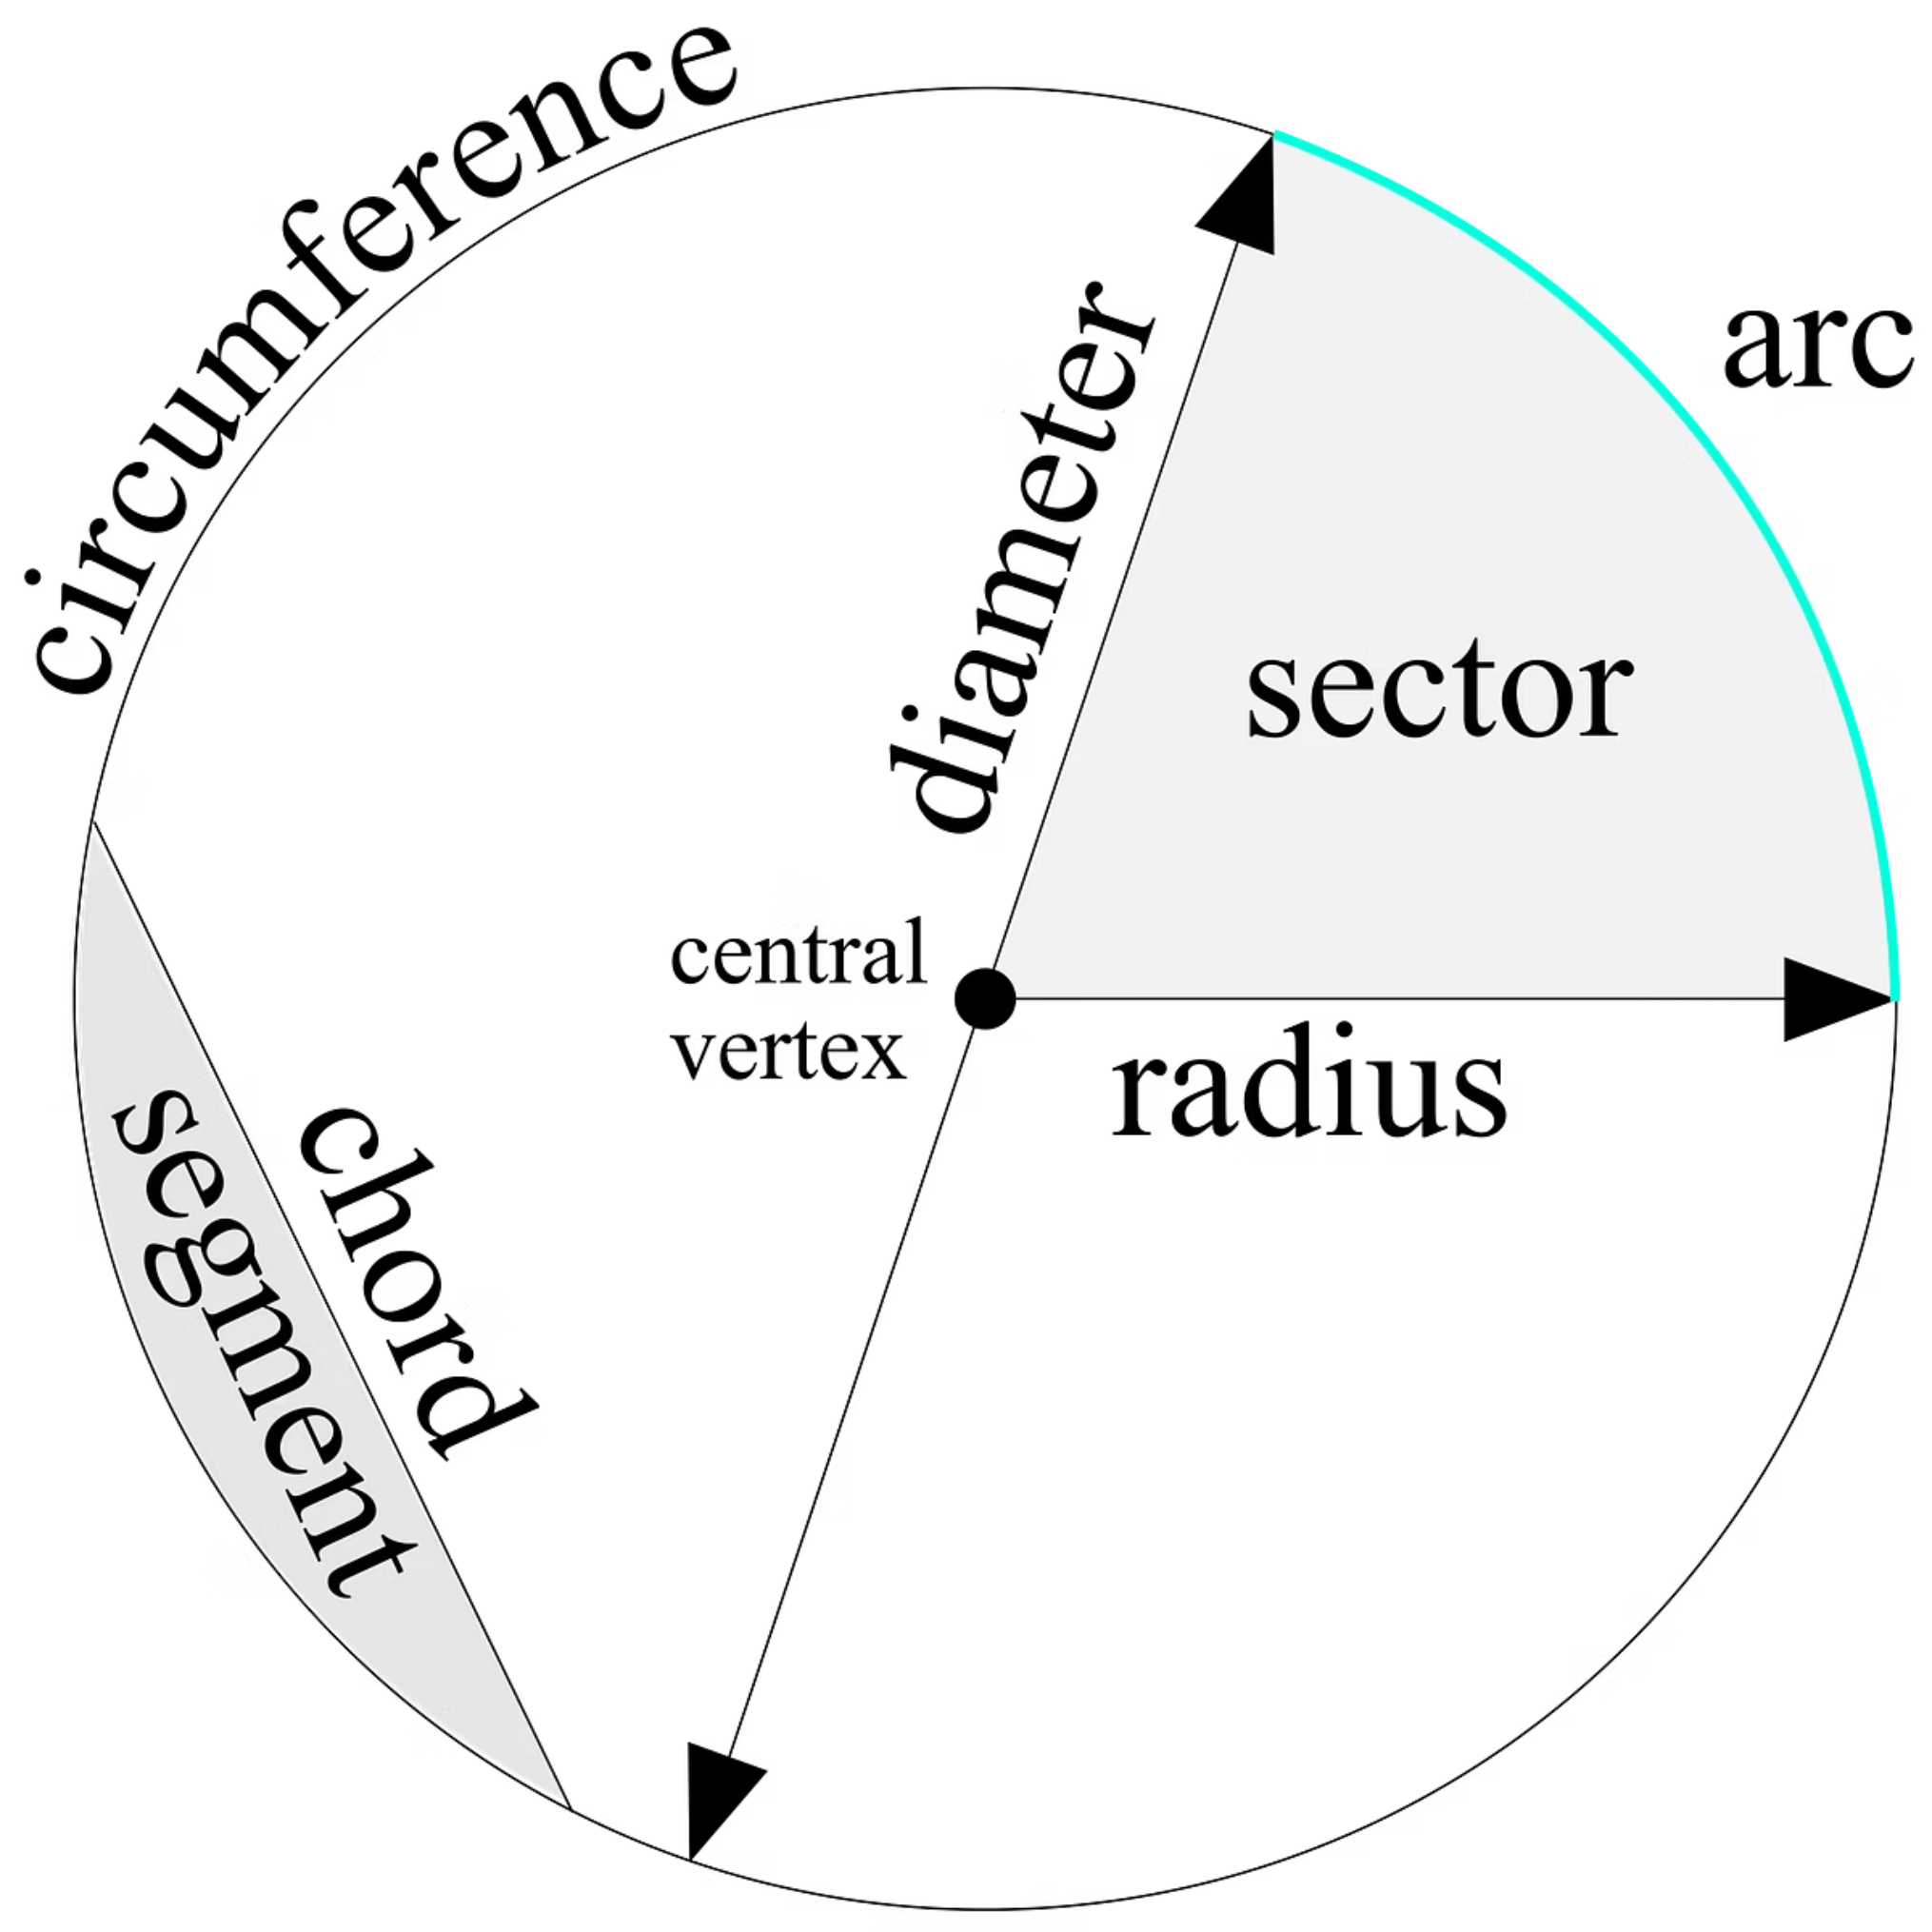 circumference
arc
diameter
sector
central
vertex
radius
chord
segment